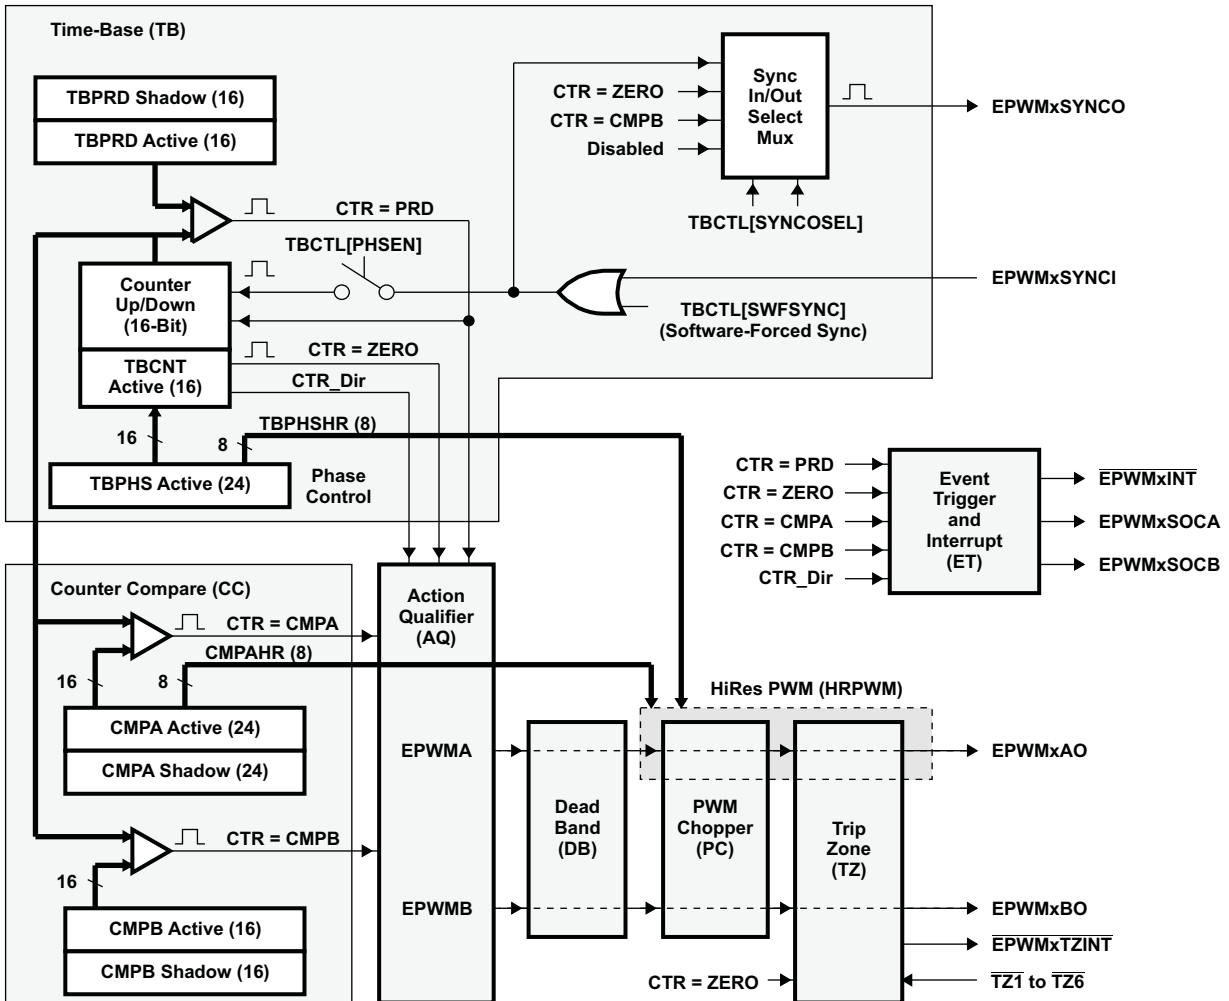 Time-Base (TB)
TBPRD Shadow (16)
TBPRD Active (16)
CTR = ZERO
CTR = CMPB
Disabled
Sync
In/Out
Select
Mux
EPWMxSYNCO
TBCTL[SYNCOSEL]
CTR = PRD
TBCTL[PHSEN]
EPWMxSYNCI
TBCTL[SWFSYNC]
(Software-Forced Sync)
Counter
Up/Down
(16-Bit)
TBCNT
Active (16)
CTR = ZERO
CTR_Dir
16
8
TBPHSHR (8)
TBPHS Active (24)
Phase
Control
CTR = PRD
CTR = ZERO
CTR = CMPA
CTR = CMPB
CTR_Dir
Event
Trigger
and
Interrupt
(ET)
EPWMxINT
EPWMxSOCA
EPWMxSOCB
Counter Compare (CC)
CTR = CMPA
16
8
CMPAHR (8)
CMPA Active (24)
CMPA Shadow (24)
CTR = CMPB
16
CMPB Active (16)
CMPB Shadow (16)
Action
Qualifier
(AQ)
EPWMA
EPWMB
HiRes PWM (HRPWM)
Dead
Band
(DB)
PWM
Chopper
(PC)
Trip
Zone
(TZ)
EPWMxAO
EPWMxBO
EPWMxTZINT
CTR = ZERO
TZ1 to TZ6